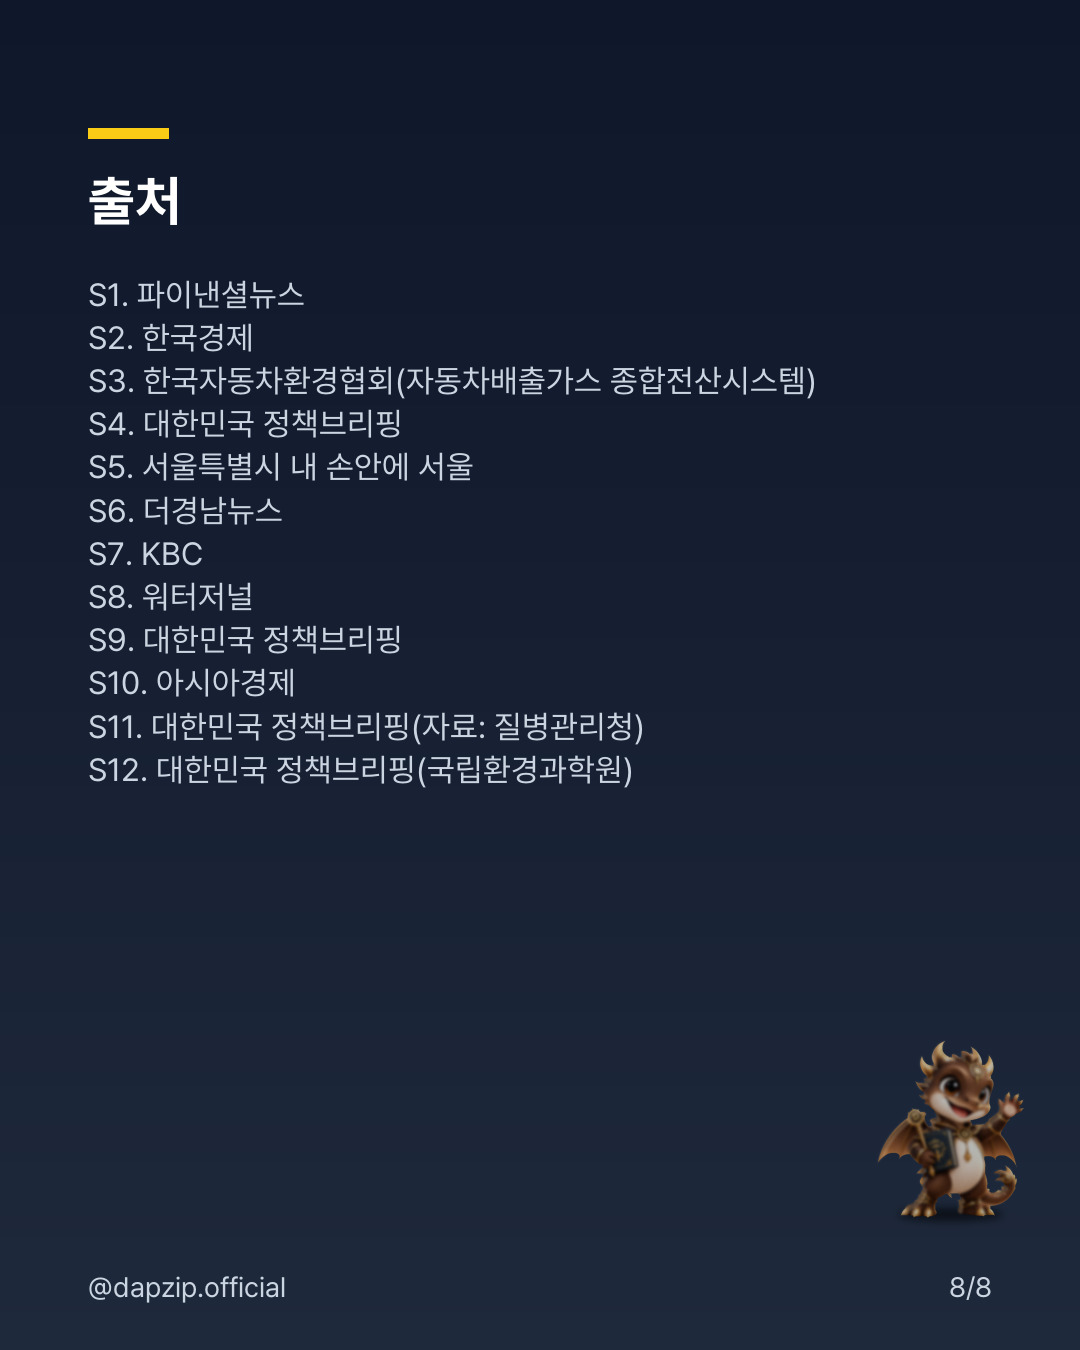 출처
S1. 파이낸셜뉴스
S2. 한국경제
S3. 한국자동차환경협회(자동차배출가스 종합전산시스템)
S4. 대한민국 정책브리핑
S5. 서울특별시 내 손안에 서울
S6. 더경남뉴스
S7. KBC
S8. 워터저널
S9. 대한민국 정책브리핑
S10. 아시아경제
S11. 대한민국 정책브리핑(자료: 질병관리청)
S12. 대한민국 정책브리핑(국립환경과학원)
@dapzip.official
8/8